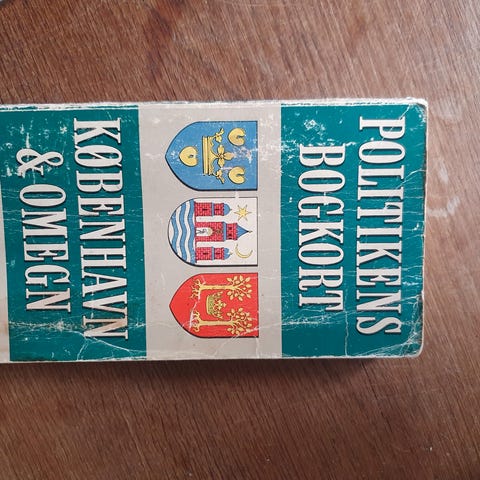 POLITIKENS
BOGKORT
KØBENHAVN
& OMEGN